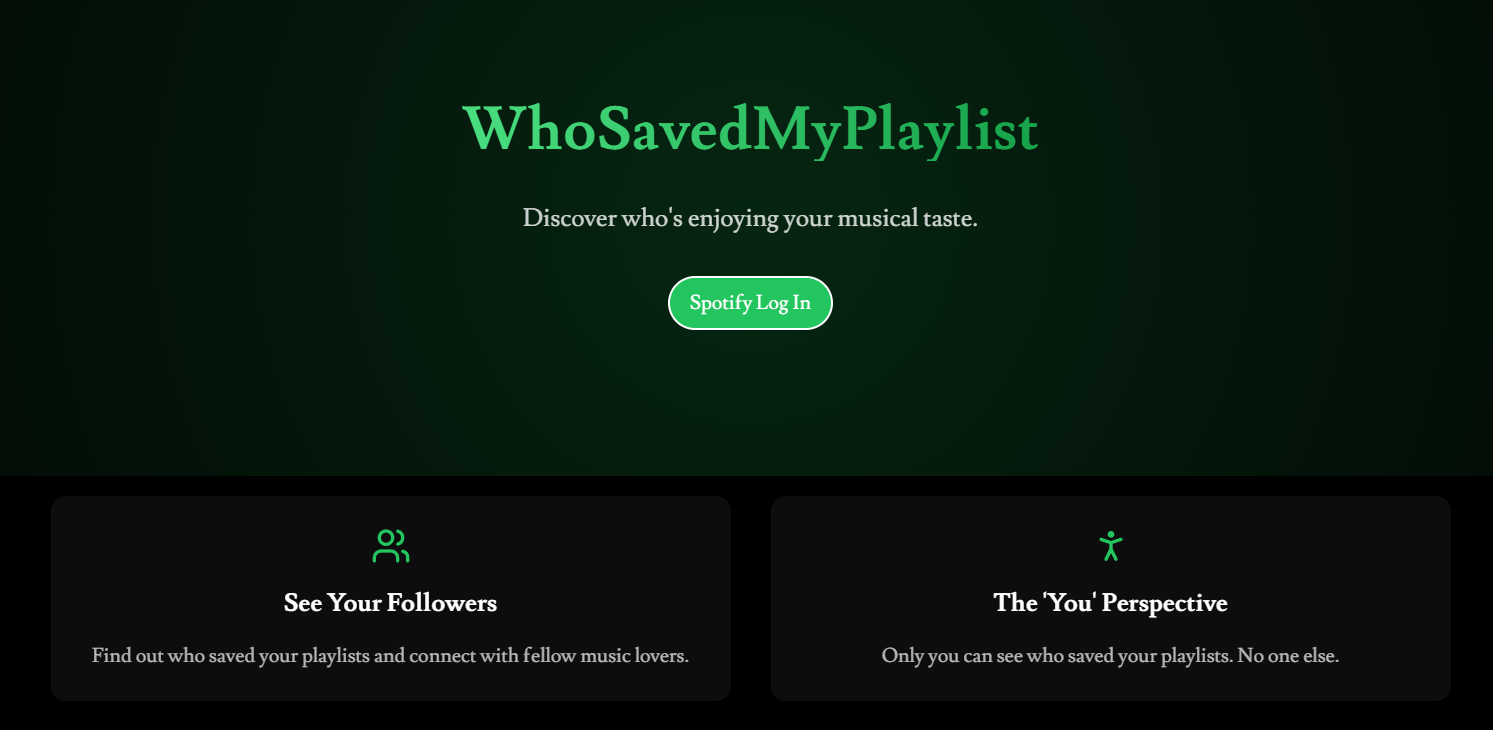 WhoSavedMyPlaylist
Discover who's enjoying your musical taste.
Spotify Log In
See Your Followers
Find out who saved your playlists and connect with fellow music lovers.
The 'You' Perspective
Only you can see who saved your playlists. No one else.